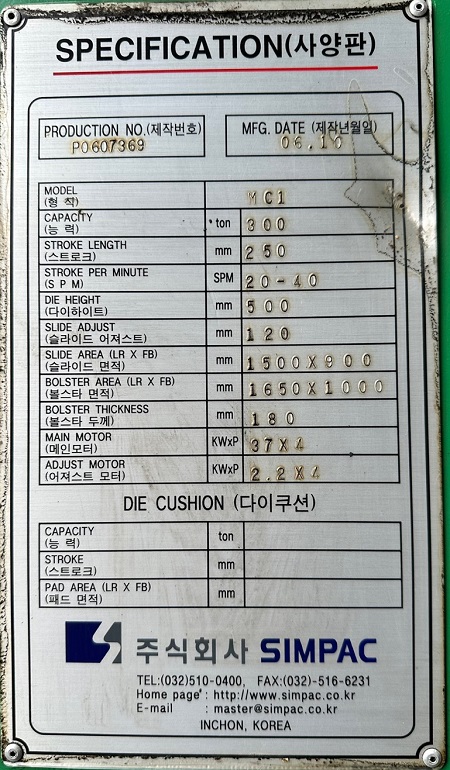 SPECIFICATION(사양판)
PRODUCTION NO.(제작번호)
P0607369
MFG. DATE (제작년월일)
06.10
MODEL MC1
(형 식)
CAPACITY ton 300
(능 력)
STROKE LENGTH mm 250
(스트로크)
STROKE PER MINUTE SPM 20-40
(S P M)
DIE HEIGHT mm 500
(다이하이트)
SLIDE ADJUST mm 120
(슬라이드 어져스트)
SLIDE AREA (LR X FB) mm 1500X900
(슬라이드 면적)
BOLSTER AREA (LR X FB) mm 1650X1000
(볼스타 면적)
BOLSTER THICKNESS mm 180
(볼스타 두께)
MAIN MOTOR KWxP 37X4
(메인모터)
ADJUST MOTOR KWxP 2.2X4
(어져스트 모터)
DIE CUSHION (다이쿠션)
CAPACITY ton
(능 력)
STROKE mm
(스트로크)
PAD AREA (LR X FB) mm
(패드 면적)
주식회사 SIMPAC
TEL:(032)510-0400, FAX:(032)-516-6231
Home page : http://www.simpac.co.kr
E-mail : master@simpac.co.kr
INCHON, KOREA